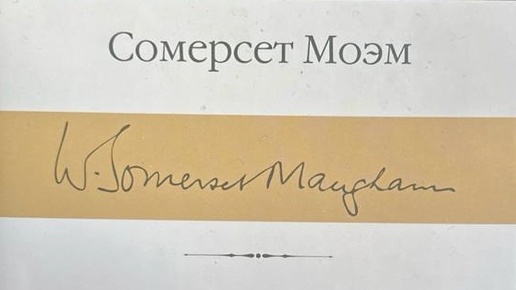 Сомерсет Моэм
W. Somerset Maugham